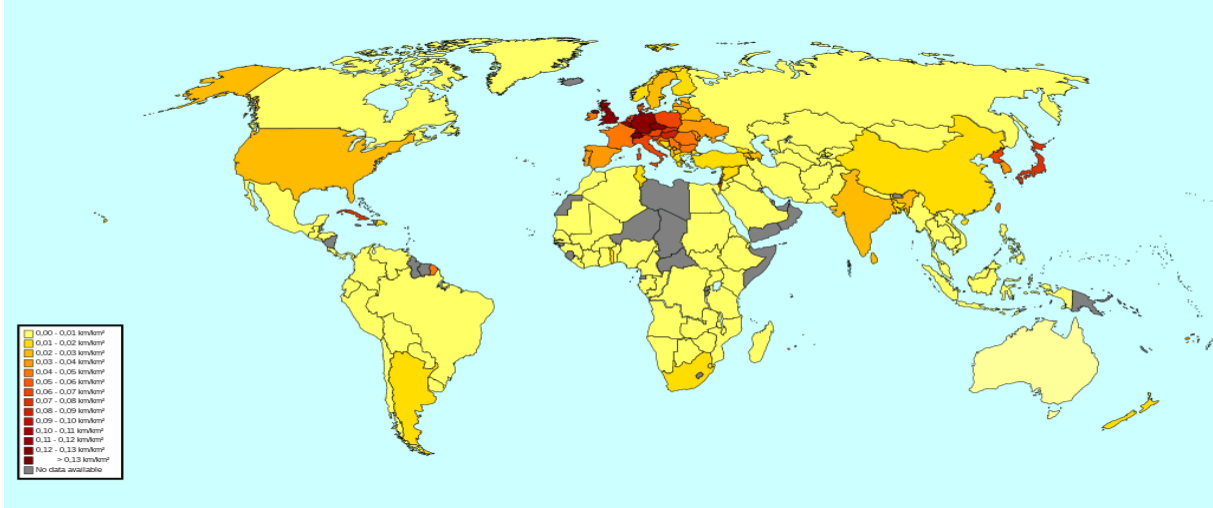 0,00 - 0,01 km/km²
0,01 - 0,02 km/km²
0,02 - 0,03 km/km²
0,03 - 0,04 km/km²
0,04 - 0,05 km/km²
0,05 - 0,06 km/km²
0,06 - 0,07 km/km²
0,07 - 0,08 km/km²
0,08 - 0,09 km/km²
0,09 - 0,10 km/km²
0,10 - 0,11 km/km²
0,11 - 0,12 km/km²
0,12 - 0,13 km/km²
> 0,13 km/km²
No data available